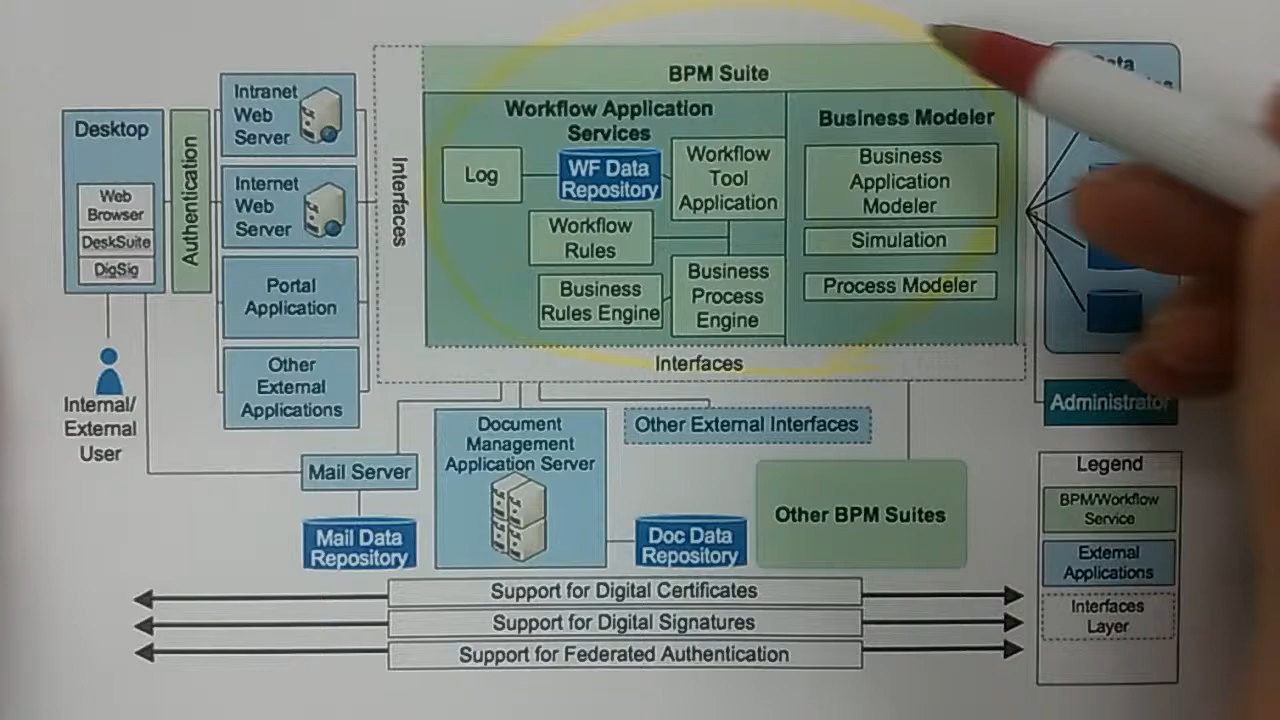 BPM Suite
Desktop
Web
Browser
DeskSuite
DigSig
Internal/
External
User
Authentication
Intranet
Web
Server
Internet
Web
Server
Portal
Application
Other
External
Applications
Interfaces
Workflow Application
Services
Log
WF Data
Repository
Workflow
Tool
Application
Workflow
Rules
Business
Rules Engine
Business
Process
Engine
Business Modeler
Business
Application
Modeler
Simulation
Process Modeler
Interfaces
Administrator
Mail Server
Mail Data
Repository
Document
Management
Application Server
Doc Data
Repository
Other External Interfaces
Other BPM Suites
Legend
BPM/Workflow
Service
External
Applications
Interfaces
Layer
Support for Digital Certificates
Support for Digital Signatures
Support for Federated Authentication